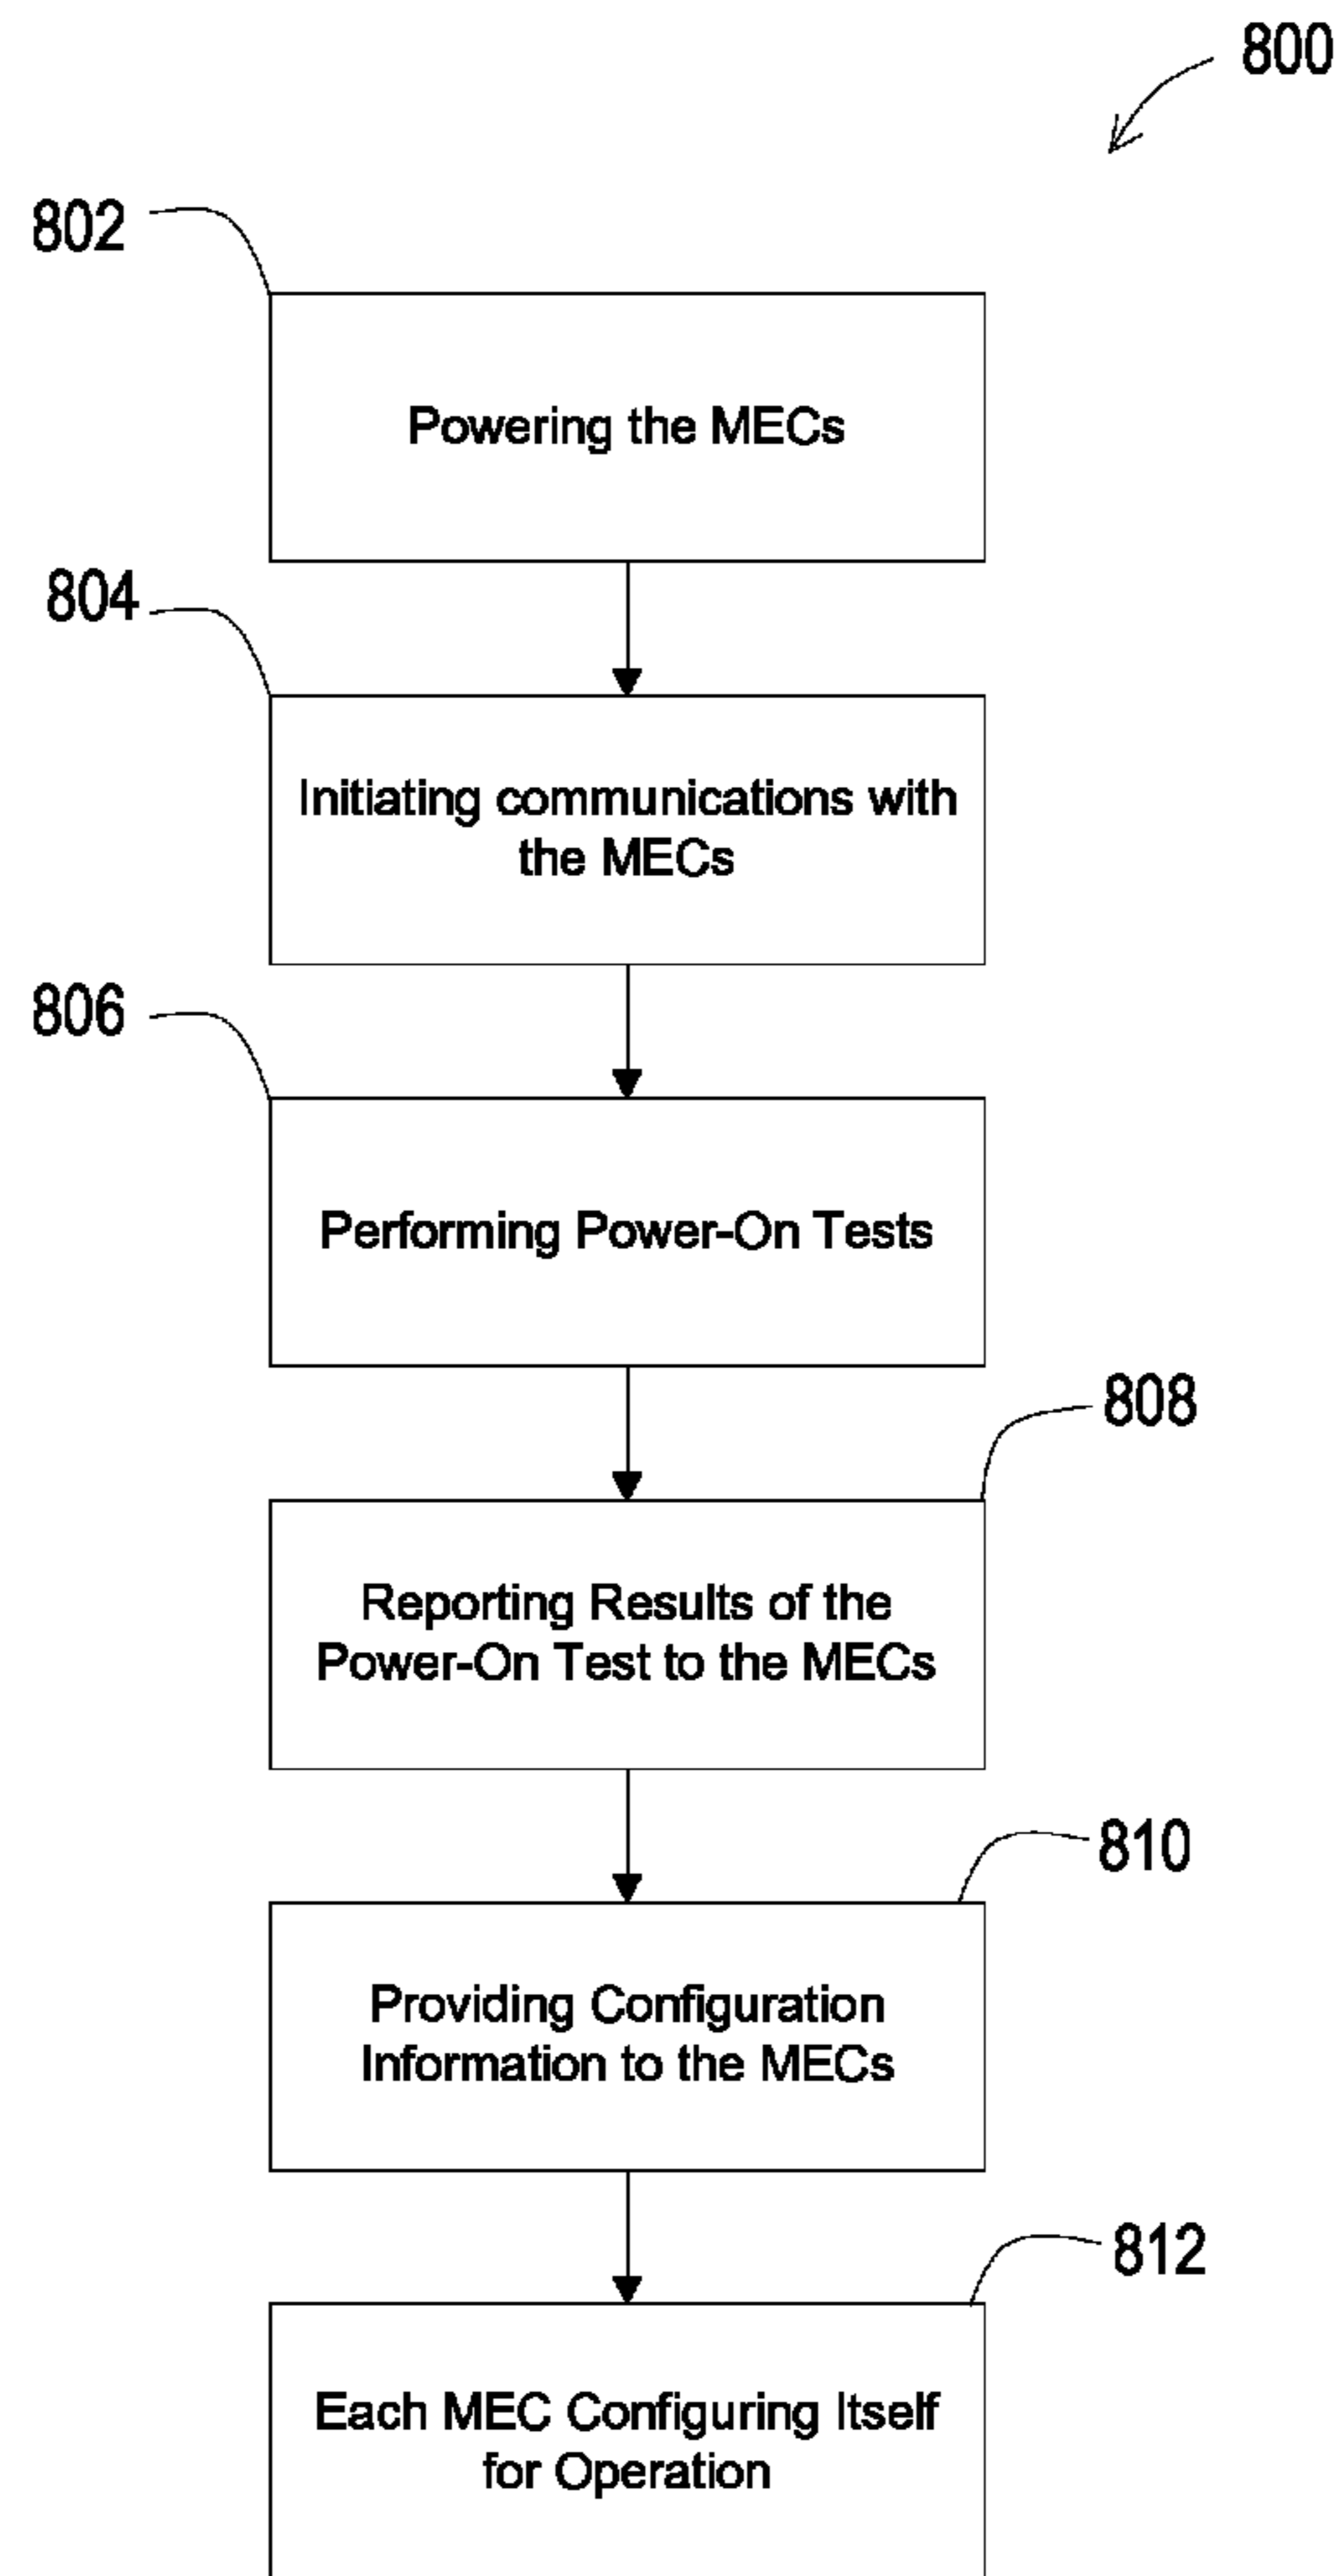 800
802
Powering the MECs
804
Initiating communications with
the MECs
806
Performing Power-On Tests
808
Reporting Results of the
Power-On Test to the MECs
810
Providing Configuration
Information to the MECs
812
Each MEC Configuring Itself
for Operation